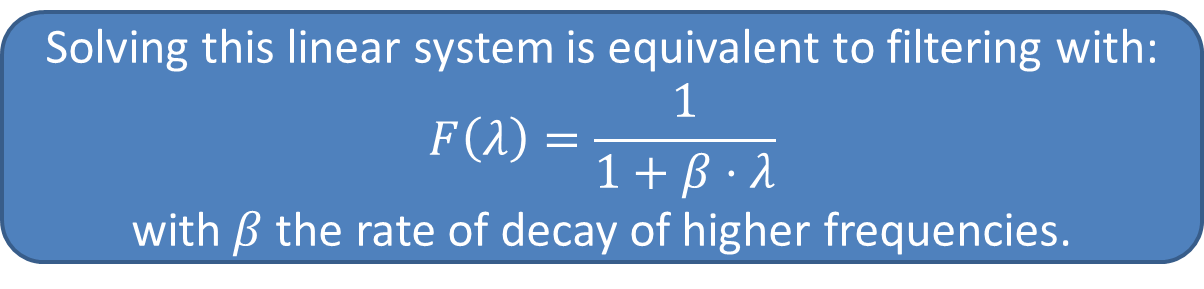 Solving this linear system is equivalent to filtering with:
𝐹(𝜆) = 1 / (1 + 𝛽 ⋅ 𝜆)
with 𝛽 the rate of decay of higher frequencies.